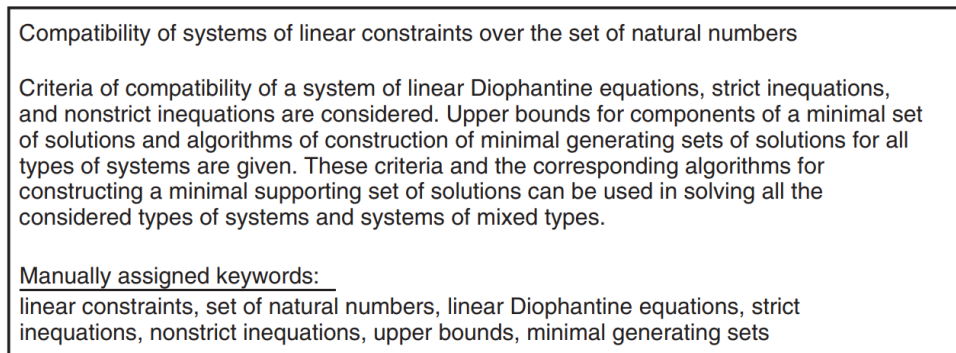 Compatibility of systems of linear constraints over the set of natural numbers
Criteria of compatibility of a system of linear Diophantine equations, strict inequations,
and nonstrict inequations are considered. Upper bounds for components of a minimal set
of solutions and algorithms of construction of minimal generating sets of solutions for all
types of systems are given. These criteria and the corresponding algorithms for
constructing a minimal supporting set of solutions can be used in solving all the
considered types of systems and systems of mixed types.
Manually assigned keywords:
linear constraints, set of natural numbers, linear Diophantine equations, strict
inequations, nonstrict inequations, upper bounds, minimal generating sets